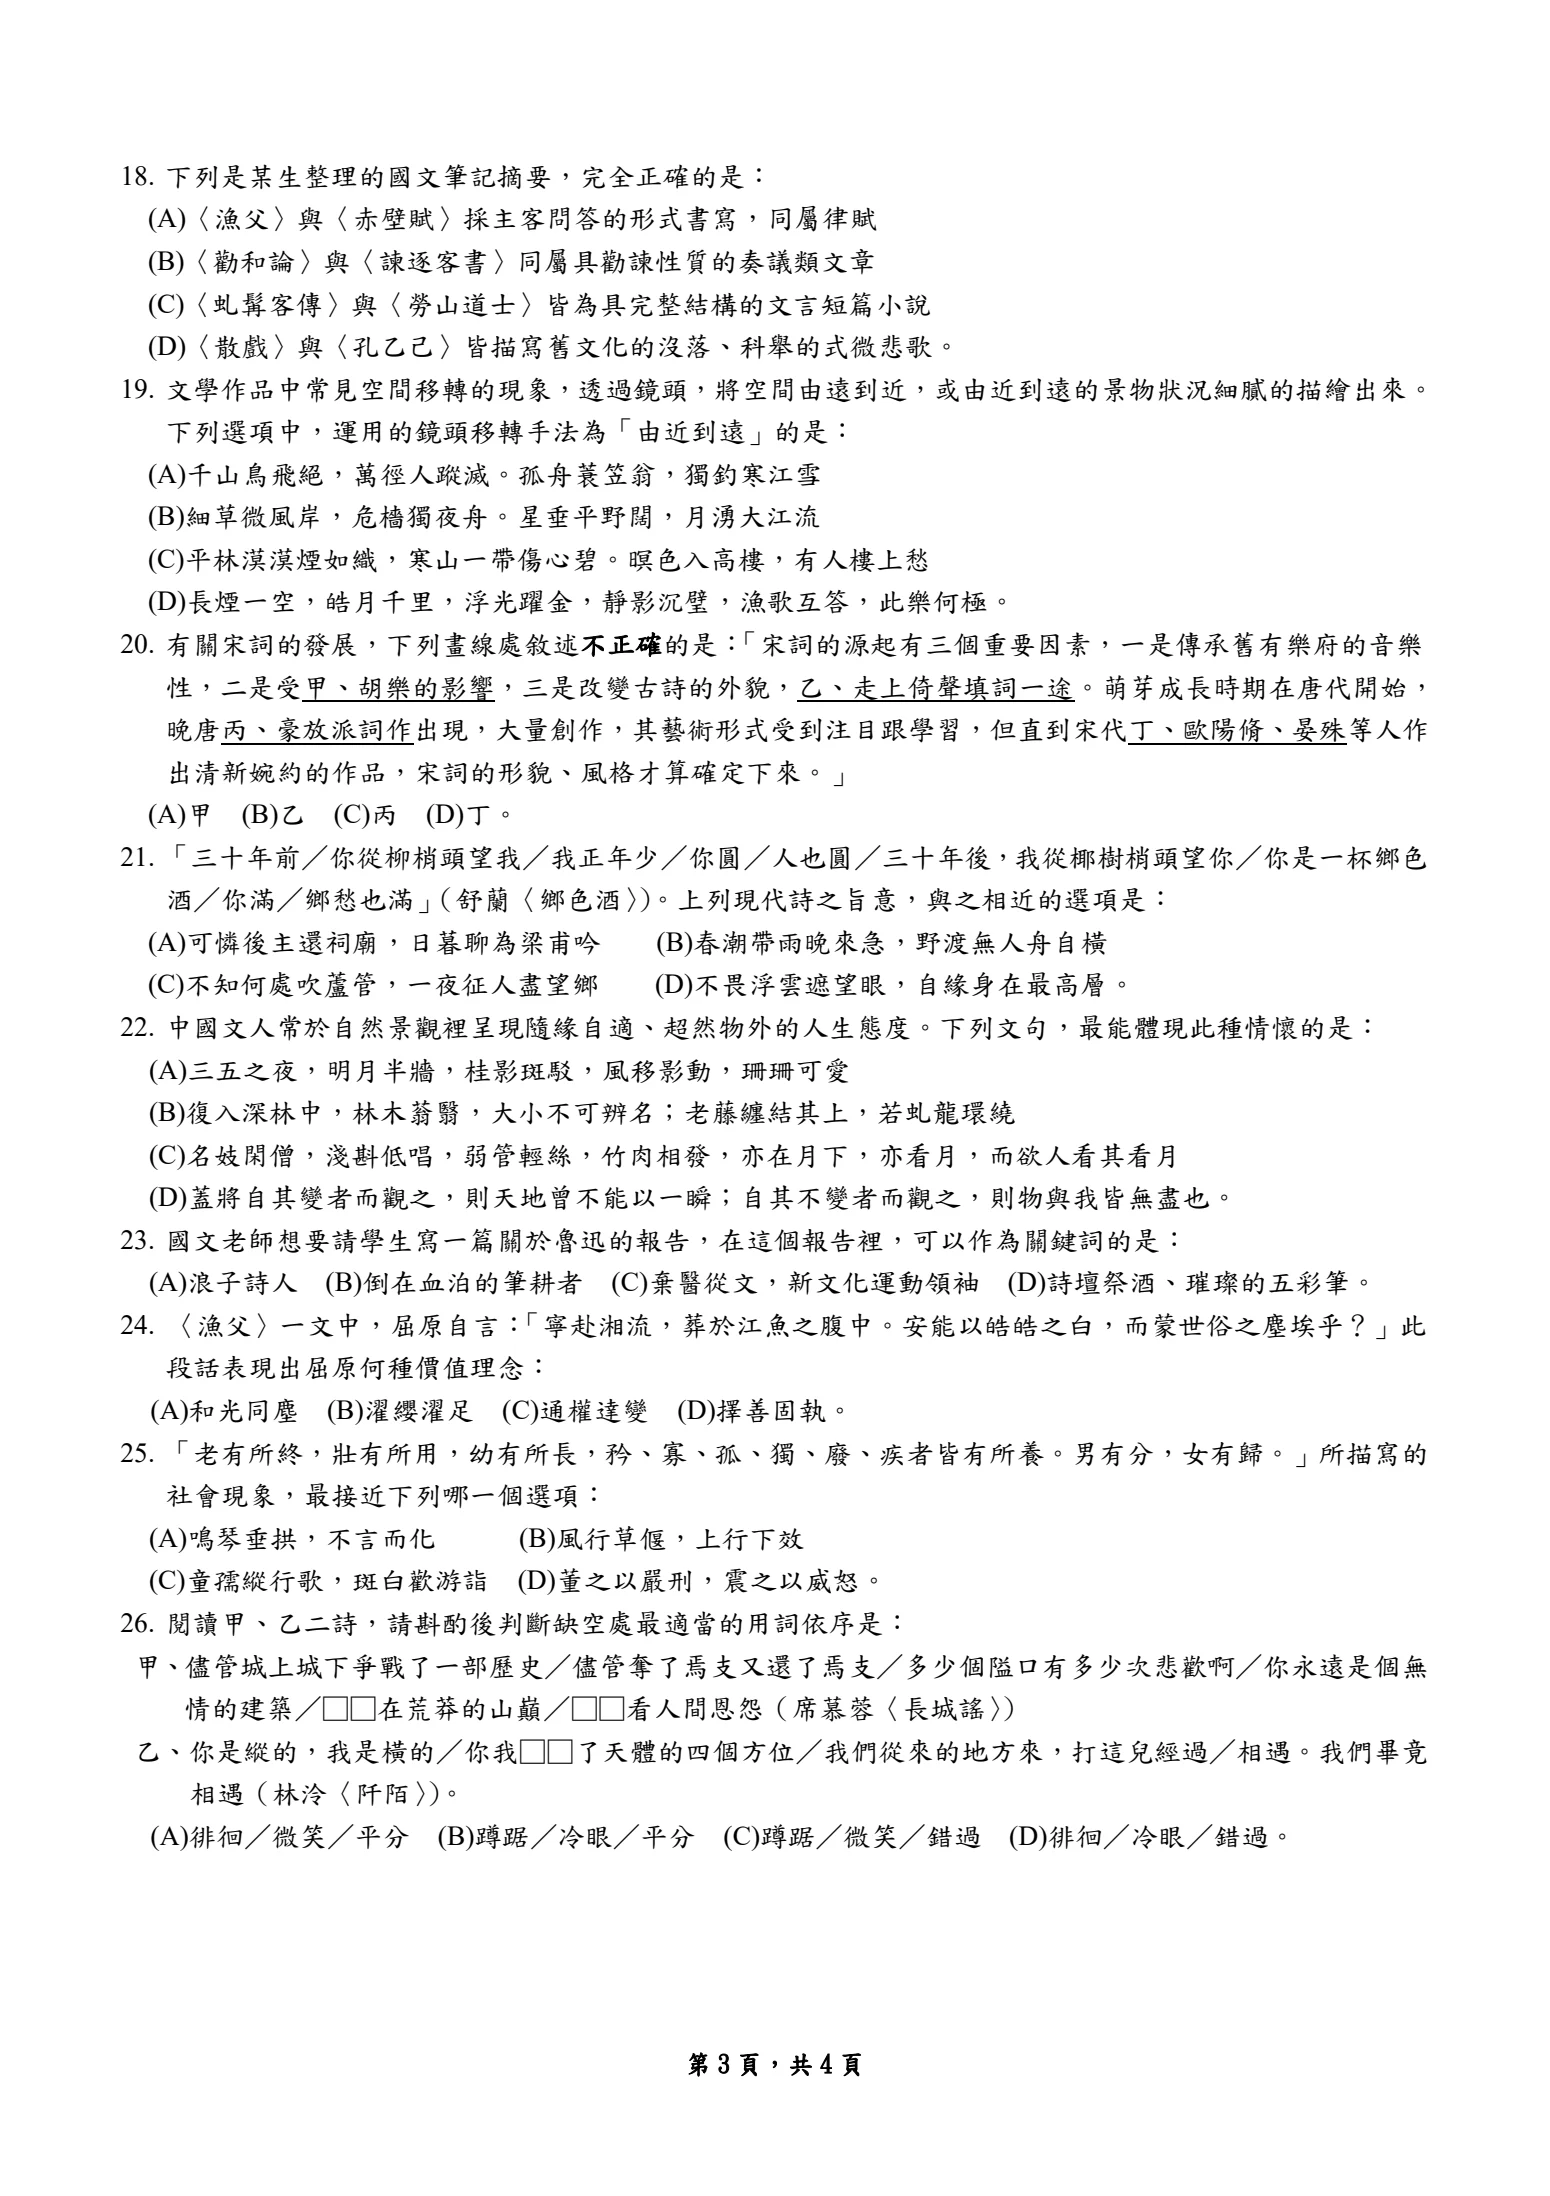 18. 下列是某生整理的國文筆記摘要，完全正確的是：
(A)〈漁父〉與〈赤壁賦〉採主客問答的形式書寫，同屬律賦
(B)〈勸和論〉與〈諫逐客書〉同屬具勸諫性質的奏議類文章
(C)〈虬髯客傳〉與〈勞山道士〉皆為具完整結構的文言短篇小說
(D)〈散戲〉與〈孔乙己〉皆描寫舊文化的沒落、科舉的式微悲歌。
19. 文學作品中常見空間移轉的現象，透過鏡頭，將空間由遠到近，或由近到遠的景物狀況細膩的描繪出來。
下列選項中，運用的鏡頭移轉手法為「由近到遠」的是：
(A)千山鳥飛絕，萬徑人蹤滅。孤舟蓑笠翁，獨釣寒江雪
(B)細草微風岸，危檣獨夜舟。星垂平野闊，月湧大江流
(C)平林漠漠煙如織，寒山一帶傷心碧。暝色入高樓，有人樓上愁
(D)長煙一空，皓月千里，浮光躍金，靜影沉璧，漁歌互答，此樂何極。
20. 有關宋詞的發展，下列畫線處敘述不正確的是：「宋詞的源起有三個重要因素，一是傳承舊有樂府的音樂
性，二是受甲、胡樂的影響，三是改變古詩的外貌，乙、走上倚聲填詞一途。萌芽成長時期在唐代開始，
晚唐丙、豪放派詞作出現，大量創作，其藝術形式受到注目跟學習，但直到宋代丁、歐陽脩、晏殊等人作
出清新婉約的作品，宋詞的形貌、風格才算確定下來。」
(A)甲 (B)乙 (C)丙 (D)丁。
21. 「三十年前／你從柳梢頭望我／我正年少／你圓／人也圓／三十年後，我從椰樹梢頭望你／你是一杯鄉色
酒／你滿／鄉愁也滿」（舒蘭〈鄉色酒〉）。上列現代詩之旨意，與之相近的選項是：
(A)可憐後主還祠廟，日暮聊為梁甫吟 (B)春潮帶雨晚來急，野渡無人舟自橫
(C)不知何處吹蘆管，一夜征人盡望鄉 (D)不畏浮雲遮望眼，自緣身在最高層。
22. 中國文人常於自然景觀裡呈現隨緣自適、超然物外的人生態度。下列文句，最能體現此種情懷的是：
(A)三五之夜，明月半牆，桂影斑駁，風移影動，珊珊可愛
(B)復入深林中，林木蓊翳，大小不可辨名；老藤纏結其上，若虬龍環繞
(C)名妓閑僧，淺斟低唱，弱管輕絲，竹肉相發，亦在月下，亦看月，而欲人看其看月
(D)蓋將自其變者而觀之，則天地曾不能以一瞬；自其不變者而觀之，則物與我皆無盡也。
23. 國文老師想要請學生寫一篇關於魯迅的報告，在這個報告裡，可以作為關鍵詞的是：
(A)浪子詩人 (B)倒在血泊的筆耕者 (C)棄醫從文，新文化運動領袖 (D)詩壇祭酒、璀璨的五彩筆。
24. 〈漁父〉一文中，屈原自言：「寧赴湘流，葬於江魚之腹中。安能以皓皓之白，而蒙世俗之塵埃乎？」此
段話表現出屈原何種價值理念：
(A)和光同塵 (B)濯纓濯足 (C)通權達變 (D)擇善固執。
25. 「老有所終，壯有所用，幼有所長，矜、寡、孤、獨、廢、疾者皆有所養。男有分，女有歸。」所描寫的
社會現象，最接近下列哪一個選項：
(A)鳴琴垂拱，不言而化 (B)風行草偃，上行下效
(C)童孺縱行歌，斑白歡游詣 (D)董之以嚴刑，震之以威怒。
26. 閱讀甲、乙二詩，請斟酌後判斷缺空處最適當的用詞依序是：
甲、儘管城上城下爭戰了一部歷史／儘管奪了焉支又還了焉支／多少個隘口有多少次悲歡啊／你永遠是個無
情的建築／□□在荒莽的山巔／□□看人間恩怨（席慕蓉〈長城謠〉）
乙、你是縱的，我是橫的／你我□□了天體的四個方位／我們從來的地方來，打這兒經過／相遇。我們畢竟
相遇（林泠〈阡陌〉）。
(A)徘徊／微笑／平分 (B)蹲踞／冷眼／平分 (C)蹲踞／微笑／錯過 (D)徘徊／冷眼／錯過。
第 3 頁，共 4 頁